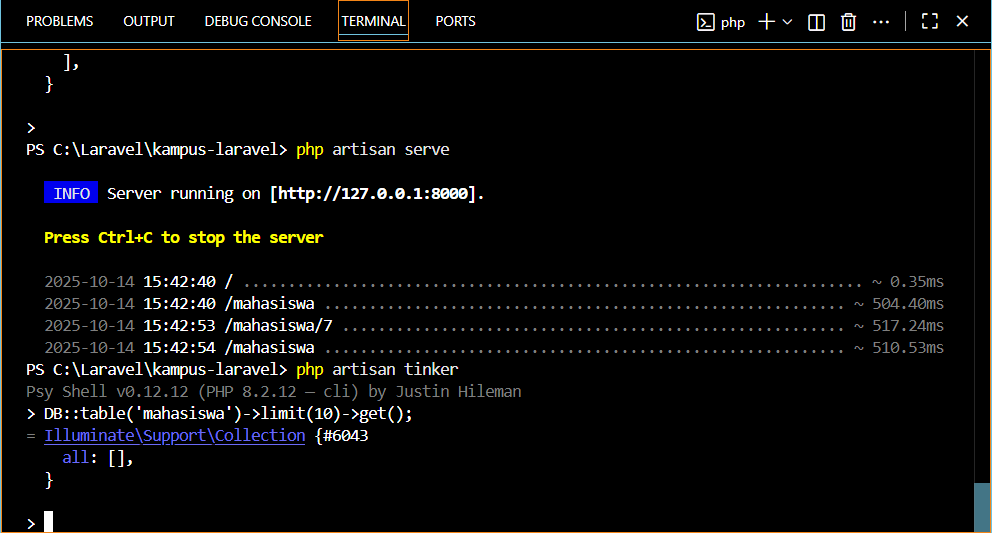 PROBLEMS OUTPUT DEBUG CONSOLE TERMINAL PORTS php
],
}
>
PS C:\Laravel\kampus-laravel> php artisan serve
INFO Server running on [http://127.0.0.1:8000].
Press Ctrl+C to stop the server
2025-10-14 15:42:40 / ..................................................................... ~ 0.35ms
2025-10-14 15:42:40 /mahasiswa .......................................................... ~ 504.40ms
2025-10-14 15:42:53 /mahasiswa/7 ........................................................ ~ 517.24ms
2025-10-14 15:42:54 /mahasiswa .......................................................... ~ 510.53ms
PS C:\Laravel\kampus-laravel> php artisan tinker
Psy Shell v0.12.12 (PHP 8.2.12 — cli) by Justin Hileman
> DB::table('mahasiswa')->limit(10)->get();
= Illuminate\Support\Collection {#6043
all: [],
}
>